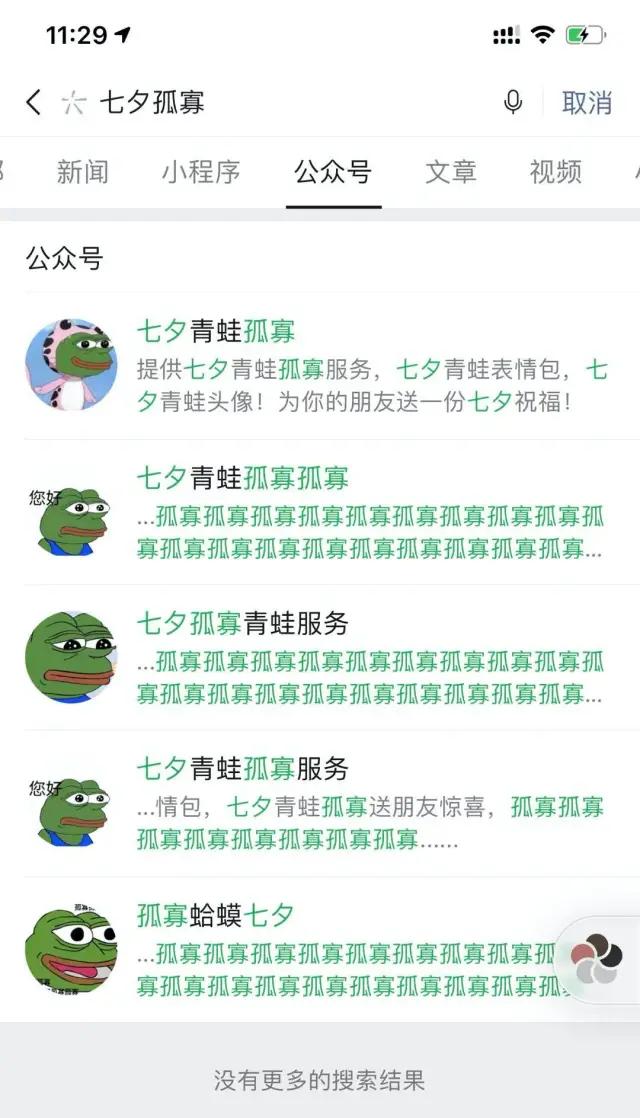 11:29
七夕孤寡
取消
新闻 小程序 公众号 文章 视频
公众号
七夕青蛙孤寡
提供七夕青蛙孤寡服务，七夕青蛙表情包，七
夕青蛙头像！为你的朋友送一份七夕祝福！
您好
七夕青蛙孤寡孤寡
...孤寡孤寡孤寡孤寡孤寡孤寡孤寡孤寡孤寡孤
寡孤寡孤寡孤寡孤寡孤寡孤寡孤寡孤寡孤寡...
七夕孤寡青蛙服务
...孤寡孤寡孤寡孤寡孤寡孤寡孤寡孤寡孤寡孤
寡孤寡孤寡孤寡孤寡孤寡孤寡孤寡孤寡孤寡...
您好
七夕青蛙孤寡服务
...情包，七夕青蛙孤寡送朋友惊喜，孤寡孤寡
孤寡孤寡孤寡孤寡孤寡孤寡......
孤寡蛤蟆七夕
...孤寡孤寡孤寡孤寡孤寡孤寡孤寡孤寡孤
寡孤寡孤寡孤寡孤寡孤寡孤寡孤寡孤寡孤
没有更多的搜索结果